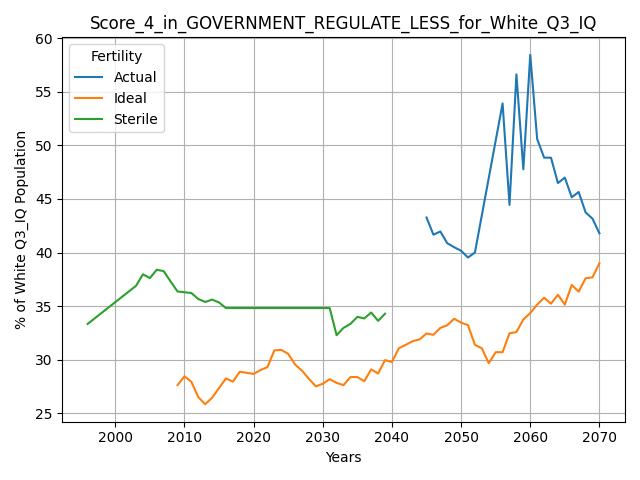 Score_4_in_GOVERNMENT_REGULATE_LESS_for_White_Q3_IQ
Fertility
Actual
Ideal
Sterile
% of White Q3_IQ Population
60
55
50
45
40
35
30
25
2000 2010 2020 2030 2040 2050 2060 2070
Years